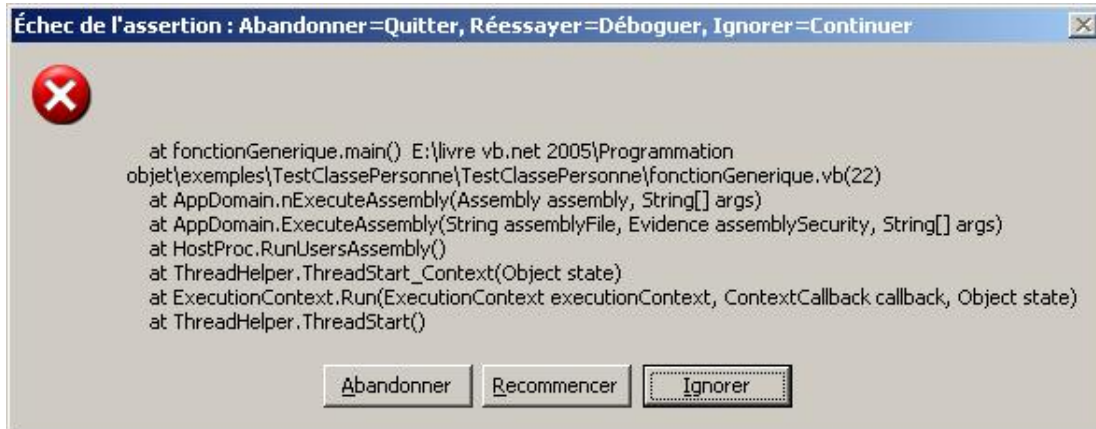 Échec de l'assertion : Abandonner=Quitter, Réessayer=Déboguer, Ignorer=Continuer
at fonctionGenerique.main() E:\livre vb.net 2005\Programmation
objet\exemples\TestClassePersonne\TestClassePersonne\fonctionGenerique.vb(22)
at AppDomain.nExecuteAssembly(Assembly assembly, String[] args)
at AppDomain.ExecuteAssembly(String assemblyFile, Evidence assemblySecurity, String[] args)
at HostProc.RunUsersAssembly()
at ThreadHelper.ThreadStart_Context(Object state)
at ExecutionContext.Run(ExecutionContext executionContext, ContextCallback callback, Object state)
at ThreadHelper.ThreadStart()
Abandonner Recommencer Ignorer